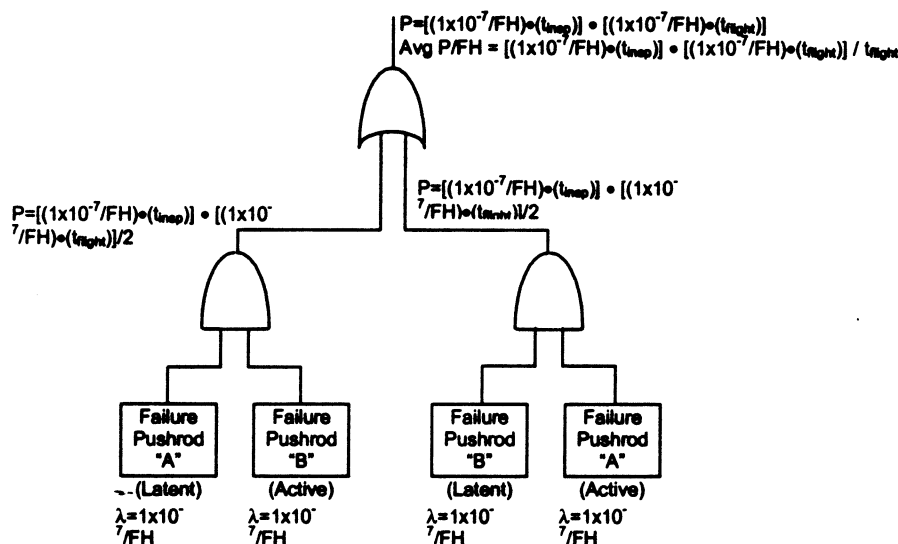 P=[(1x10⁻⁷/FH)•(tinsp)] • [(1x10⁻⁷/FH)•(tflight)]
Avg P/FH = [(1x10⁻⁷/FH)•(tinsp)] • [(1x10⁻⁷/FH)•(tflight)] / tflight
P=[(1x10⁻⁷/FH)•(tinsp)] • [(1x10⁻
⁷/FH)•(tflight)]/2
P=[(1x10⁻⁷/FH)•(tinsp)] • [(1x10⁻
⁷/FH)•(tflight)]/2
Failure
Pushrod
"A"
(Latent)
λ=1x10⁻
⁷/FH
Failure
Pushrod
"B"
(Active)
λ=1x10⁻
⁷/FH
Failure
Pushrod
"B"
(Latent)
λ=1x10⁻
⁷/FH
Failure
Pushrod
"A"
(Active)
λ=1x10⁻
⁷/FH